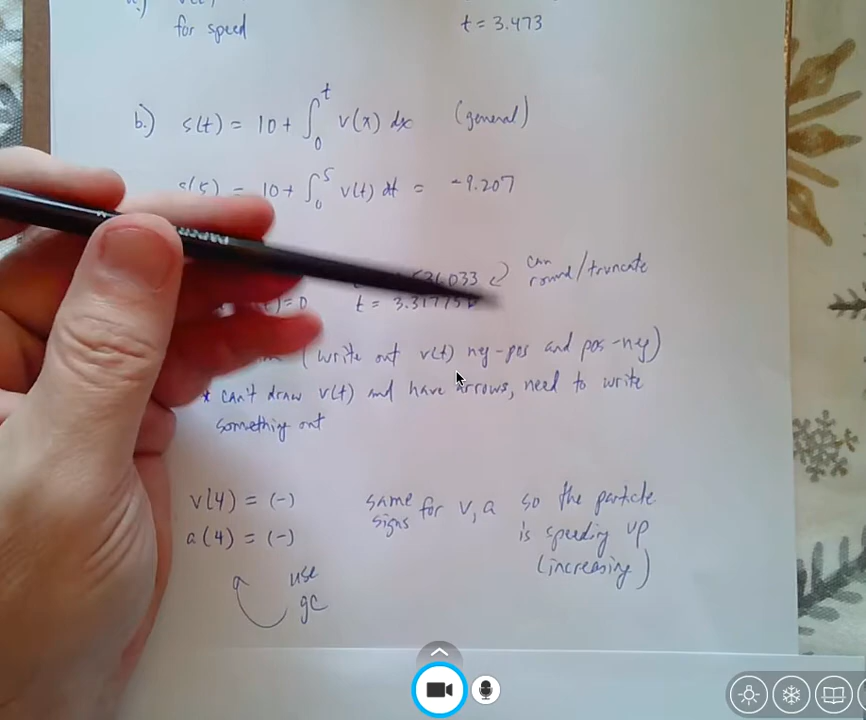 for speed
t = 3.473
b.) s(t) = 10 + ∫₀ᵗ v(x) dx (general)
s(5) = 10 + ∫₀⁵ v(t) dt = -9.207
can
round/truncate
(write out v(t) neg-pos and pos-neg)
* can't draw v(t) and have arrows, need to write
something out
v(4) = (-)
a(4) = (-)
same signs for v, a
so the particle
is speeding up
(increasing)
use
gc